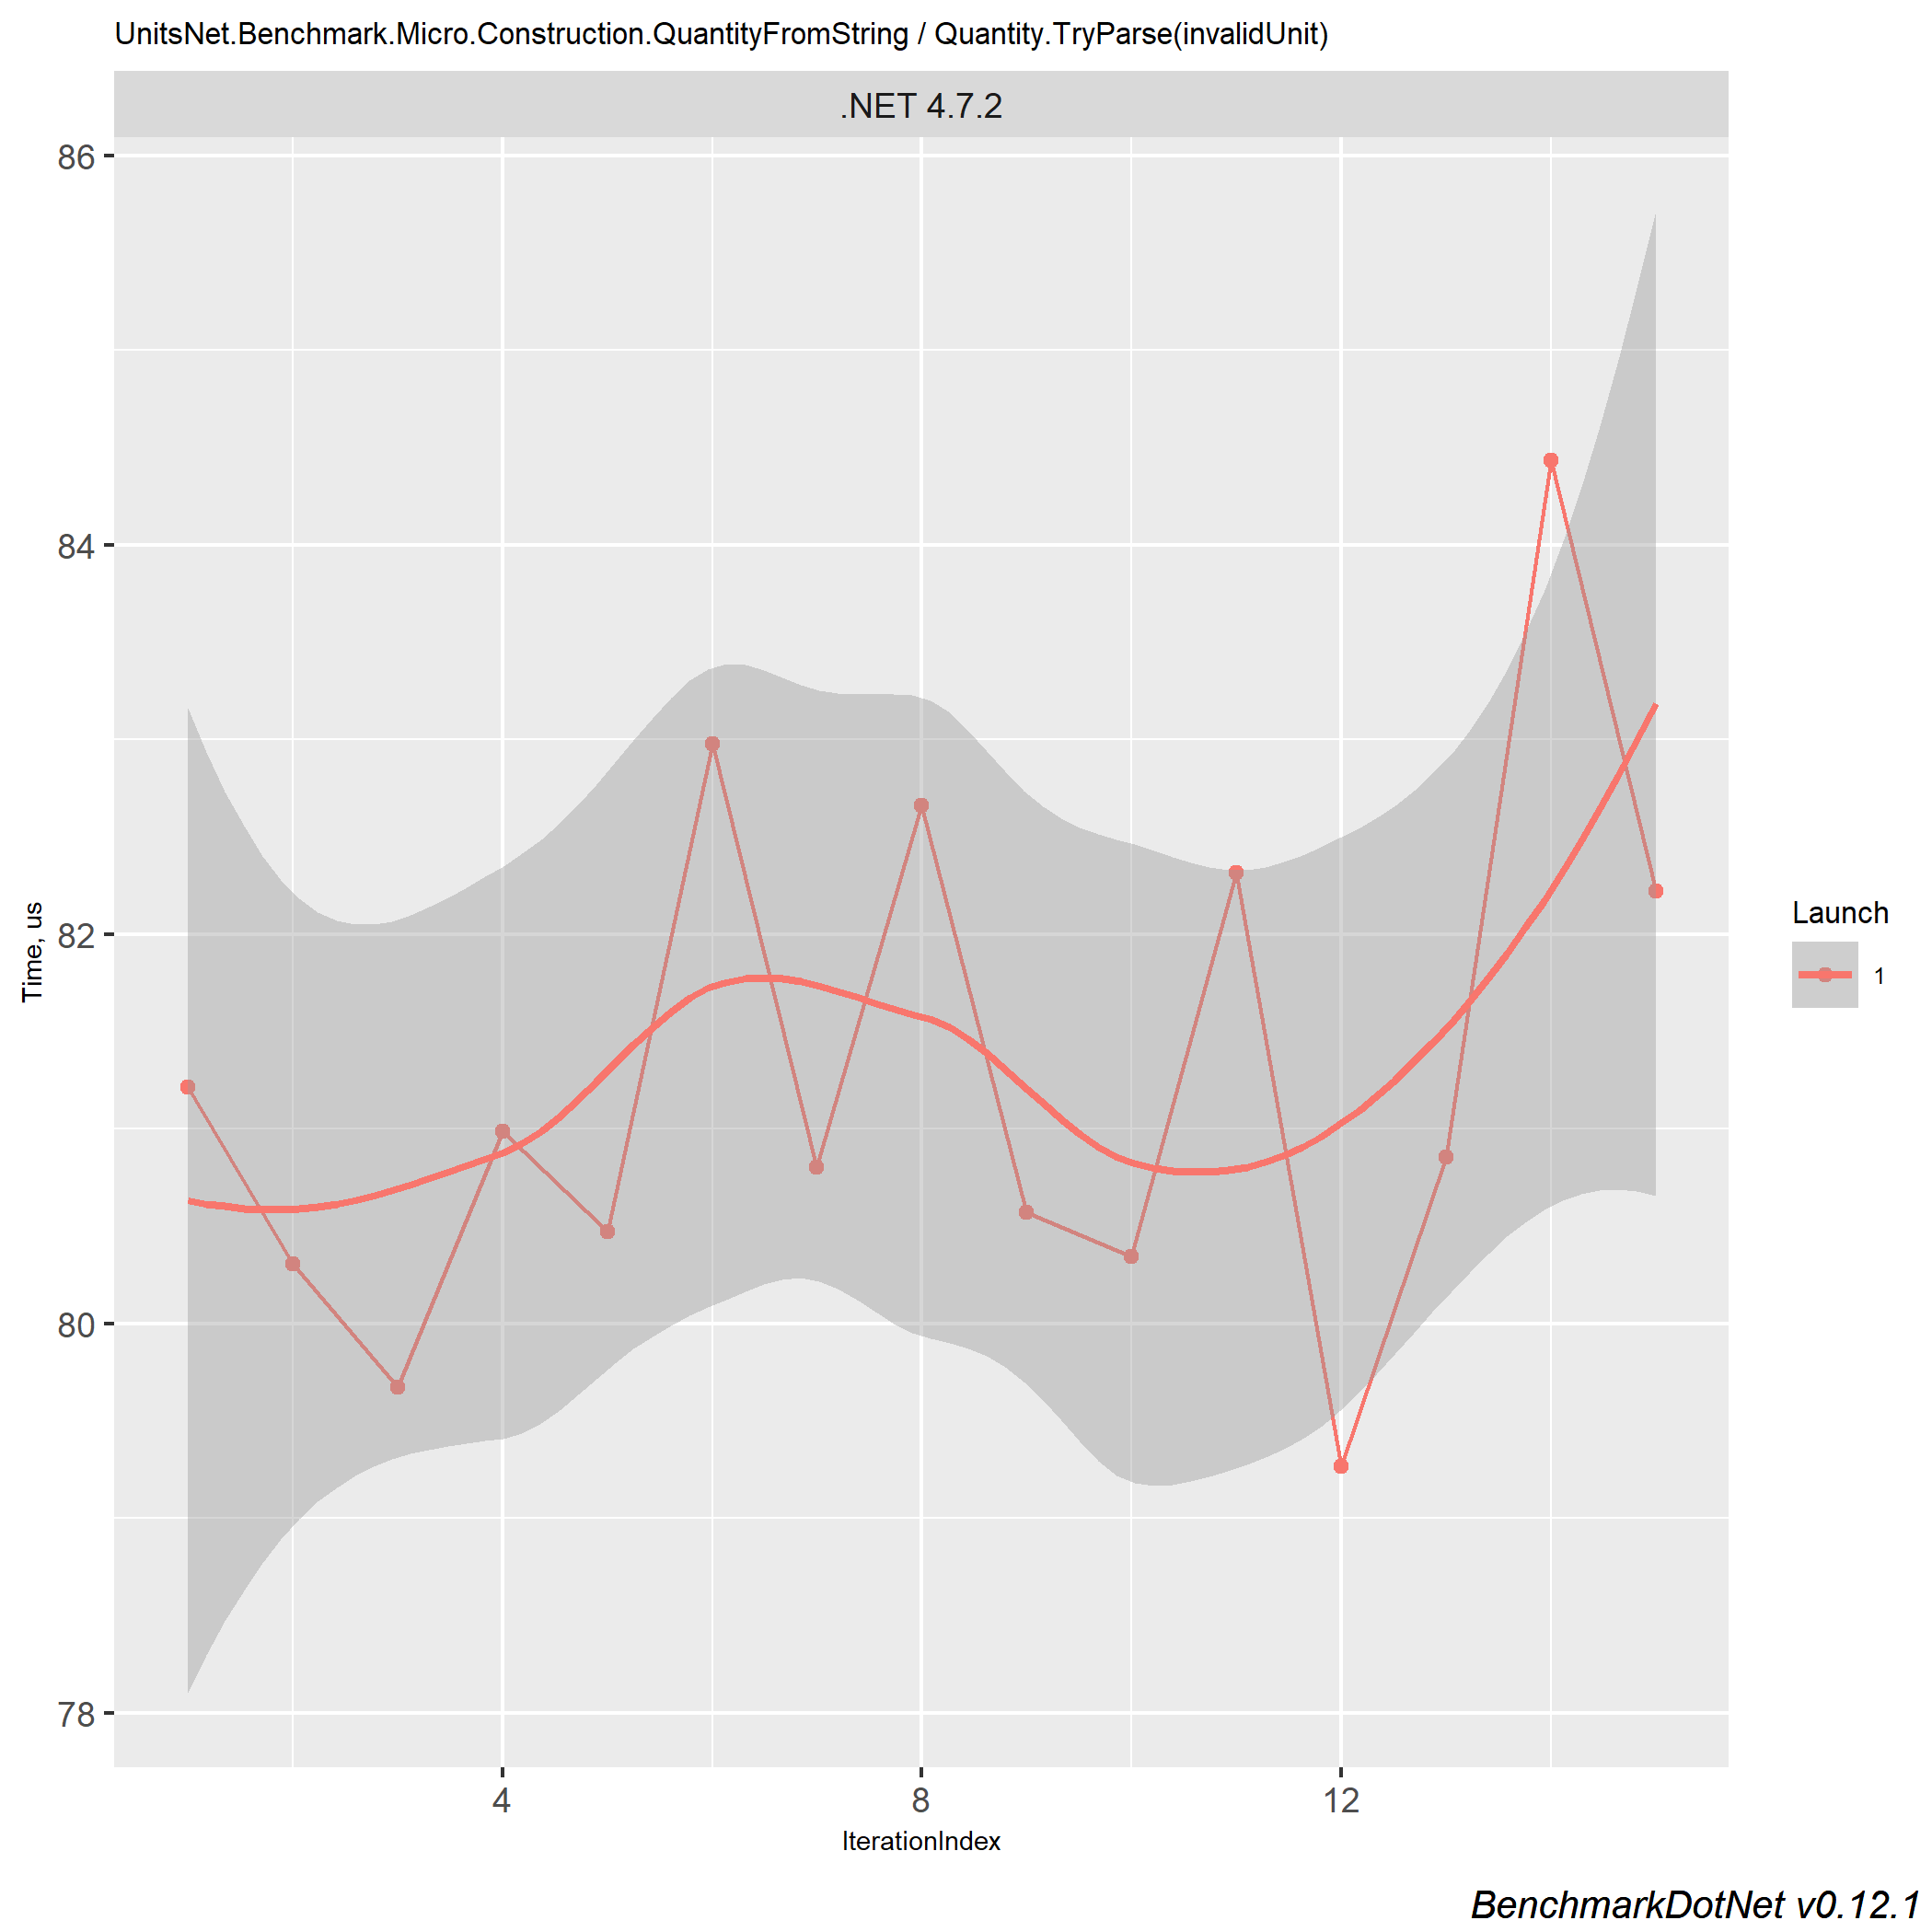 UnitsNet.Benchmark.Micro.Construction.QuantityFromString / Quantity.TryParse(invalidUnit)
.NET 4.7.2
86
84
82
80
78
Time, us
4
8
12
IterationIndex
Launch
1
BenchmarkDotNet v0.12.1